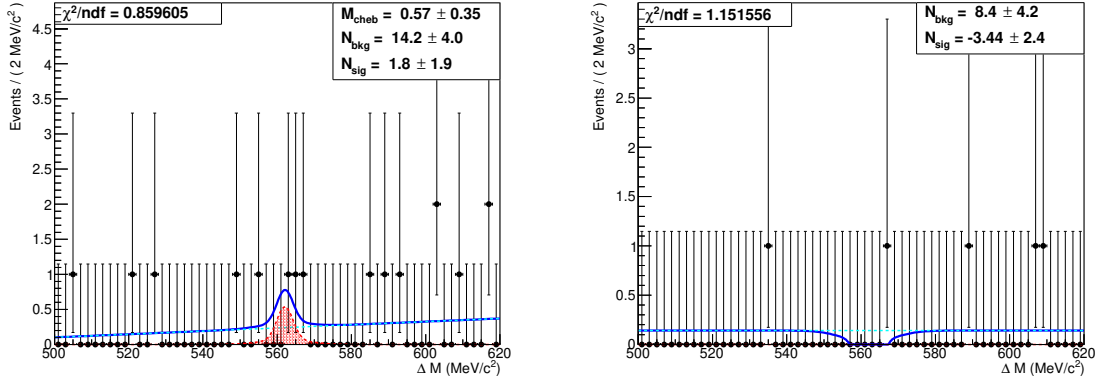 χ²/ndf = 0.859605
M_cheb = 0.57 ± 0.35
N_bkg = 14.2 ± 4.0
N_sig = 1.8 ± 1.9
Events / ( 2 MeV/c² )
4.5
4
3.5
3
2.5
2
1.5
1
0.5
0
500 520 540 560 580 600 620
Δ M (MeV/c²)
χ²/ndf = 1.151556
N_bkg = 8.4 ± 4.2
N_sig = -3.44 ± 2.4
Events / ( 2 MeV/c² )
3.5
3
2.5
2
1.5
1
0.5
0
500 520 540 560 580 600 620
Δ M (MeV/c²)